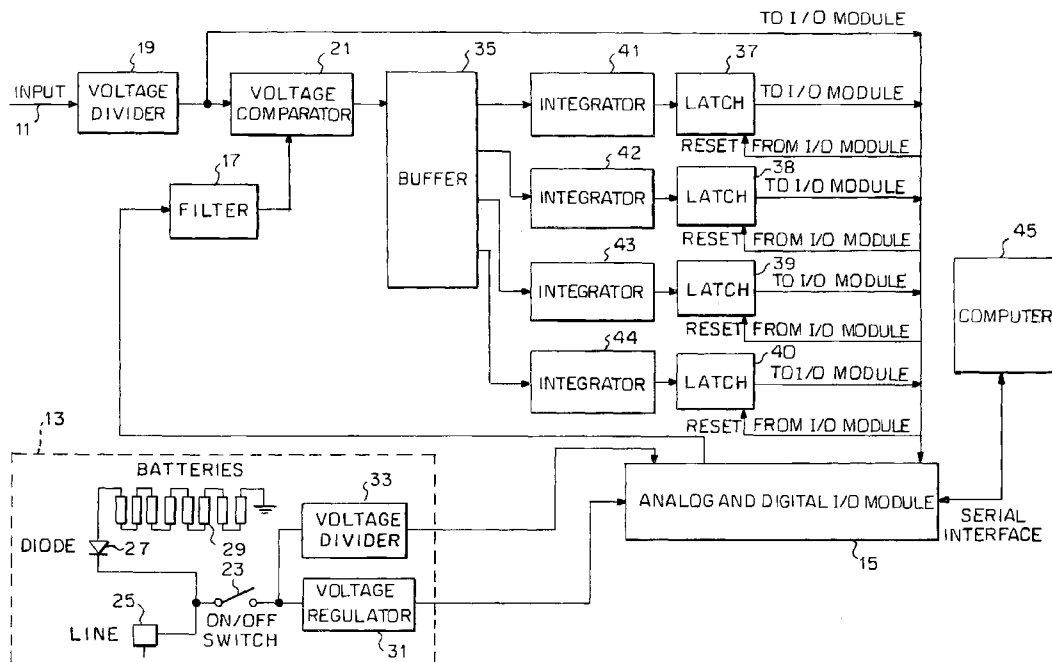 TO I/O MODULE
19
21
35
41
37
INPUT
11
VOLTAGE
DIVIDER
VOLTAGE
COMPARATOR
INTEGRATOR
LATCH
TO I/O MODULE
RESET
FROM I/O MODULE
17
FILTER
BUFFER
42
38
INTEGRATOR
LATCH
TO I/O MODULE
RESET
FROM I/O MODULE
43
39
INTEGRATOR
LATCH
TO I/O MODULE
RESET
FROM I/O MODULE
45
COMPUTER
44
40
INTEGRATOR
LATCH
TO I/O MODULE
RESET
FROM I/O MODULE
13
BATTERIES
33
VOLTAGE
DIVIDER
ANALOG AND DIGITAL I/O MODULE
SERIAL
INTERFACE
15
DIODE
27
29
23
25
LINE
ON/OFF
SWITCH
VOLTAGE
REGULATOR
31